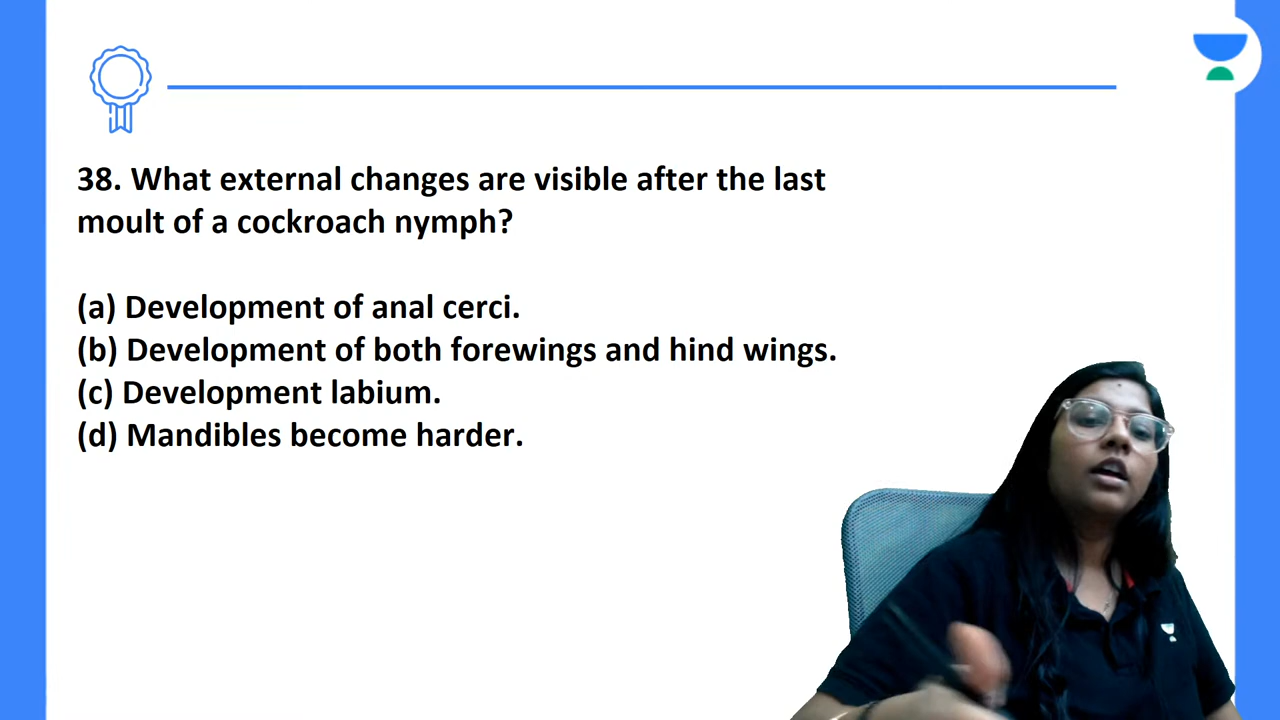 38. What external changes are visible after the last
moult of a cockroach nymph?
(a) Development of anal cerci.
(b) Development of both forewings and hind wings.
(c) Development labium.
(d) Mandibles become harder.